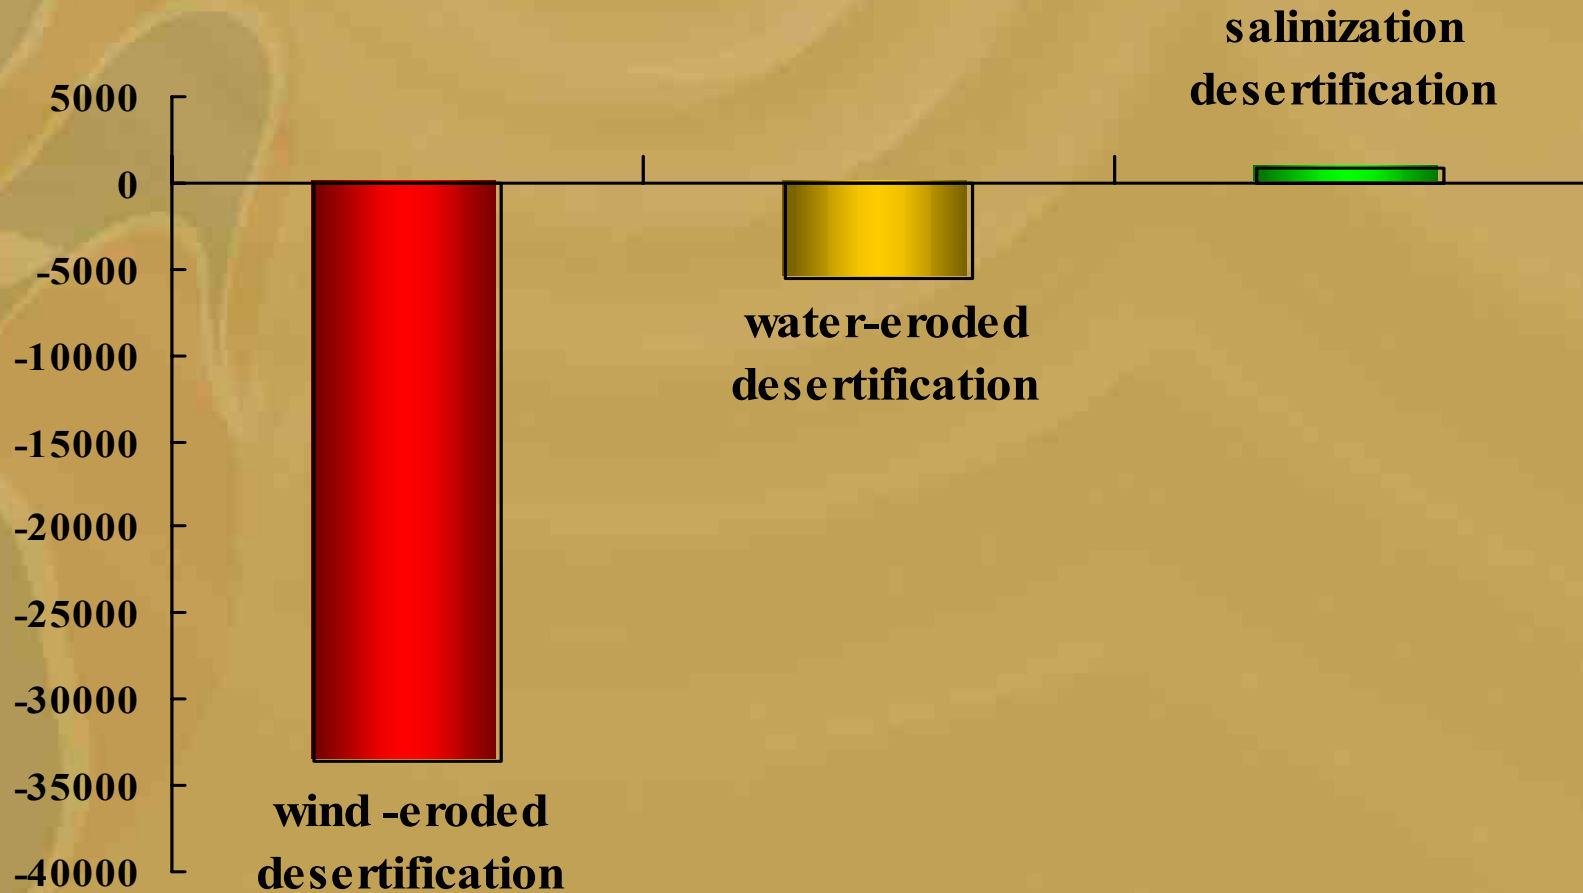 salinization
desertification
5000
0
-5000
-10000
-15000
-20000
-25000
-30000
-35000
-40000
water-eroded
desertification
wind -eroded
desertification